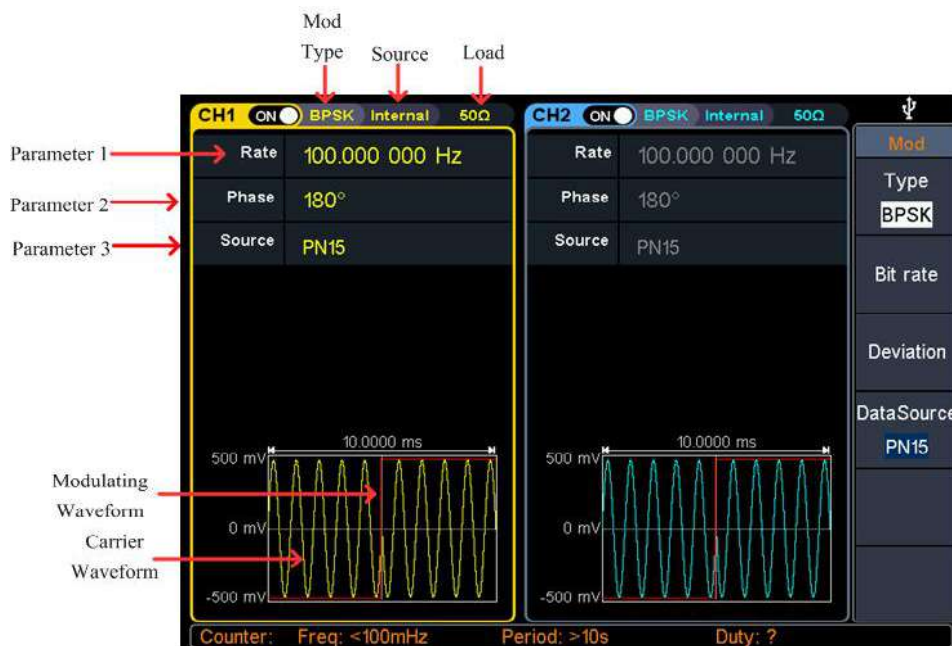 Mod
Type
Source
Load
CH1 ON BPSK Internal 50Ω
CH2 ON BPSK Internal 50Ω
Parameter 1
Rate 100.000 000 Hz
Parameter 2
Phase 180°
Parameter 3
Source PN15
Rate 100.000 000 Hz
Phase 180°
Source PN15
Mod
Type
BPSK
Bit rate
Deviation
DataSource
PN15
Modulating
Waveform
Carrier
Waveform
10.0000 ms
500 mV
0 mV
-500 mV
10.0000 ms
500 mV
0 mV
-500 mV
Counter: Freq: <100mHz Period: >10s Duty: ?